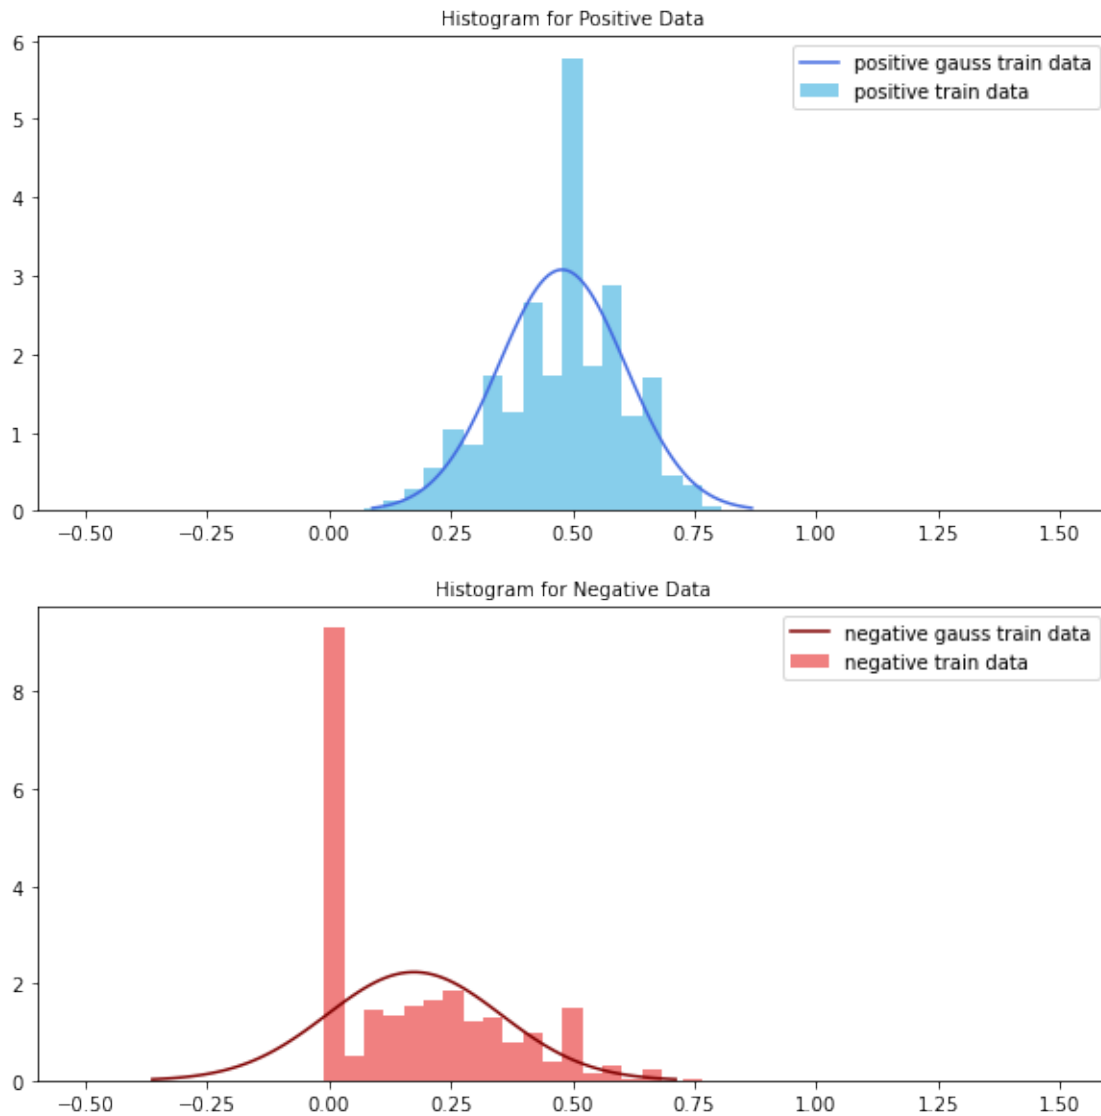 Histogram for Positive Data
6
5
4
3
2
1
0
positive gauss train data
positive train data
−0.50 −0.25 0.00 0.25 0.50 0.75 1.00 1.25 1.50
Histogram for Negative Data
8
6
4
2
0
negative gauss train data
negative train data
−0.50 −0.25 0.00 0.25 0.50 0.75 1.00 1.25 1.50